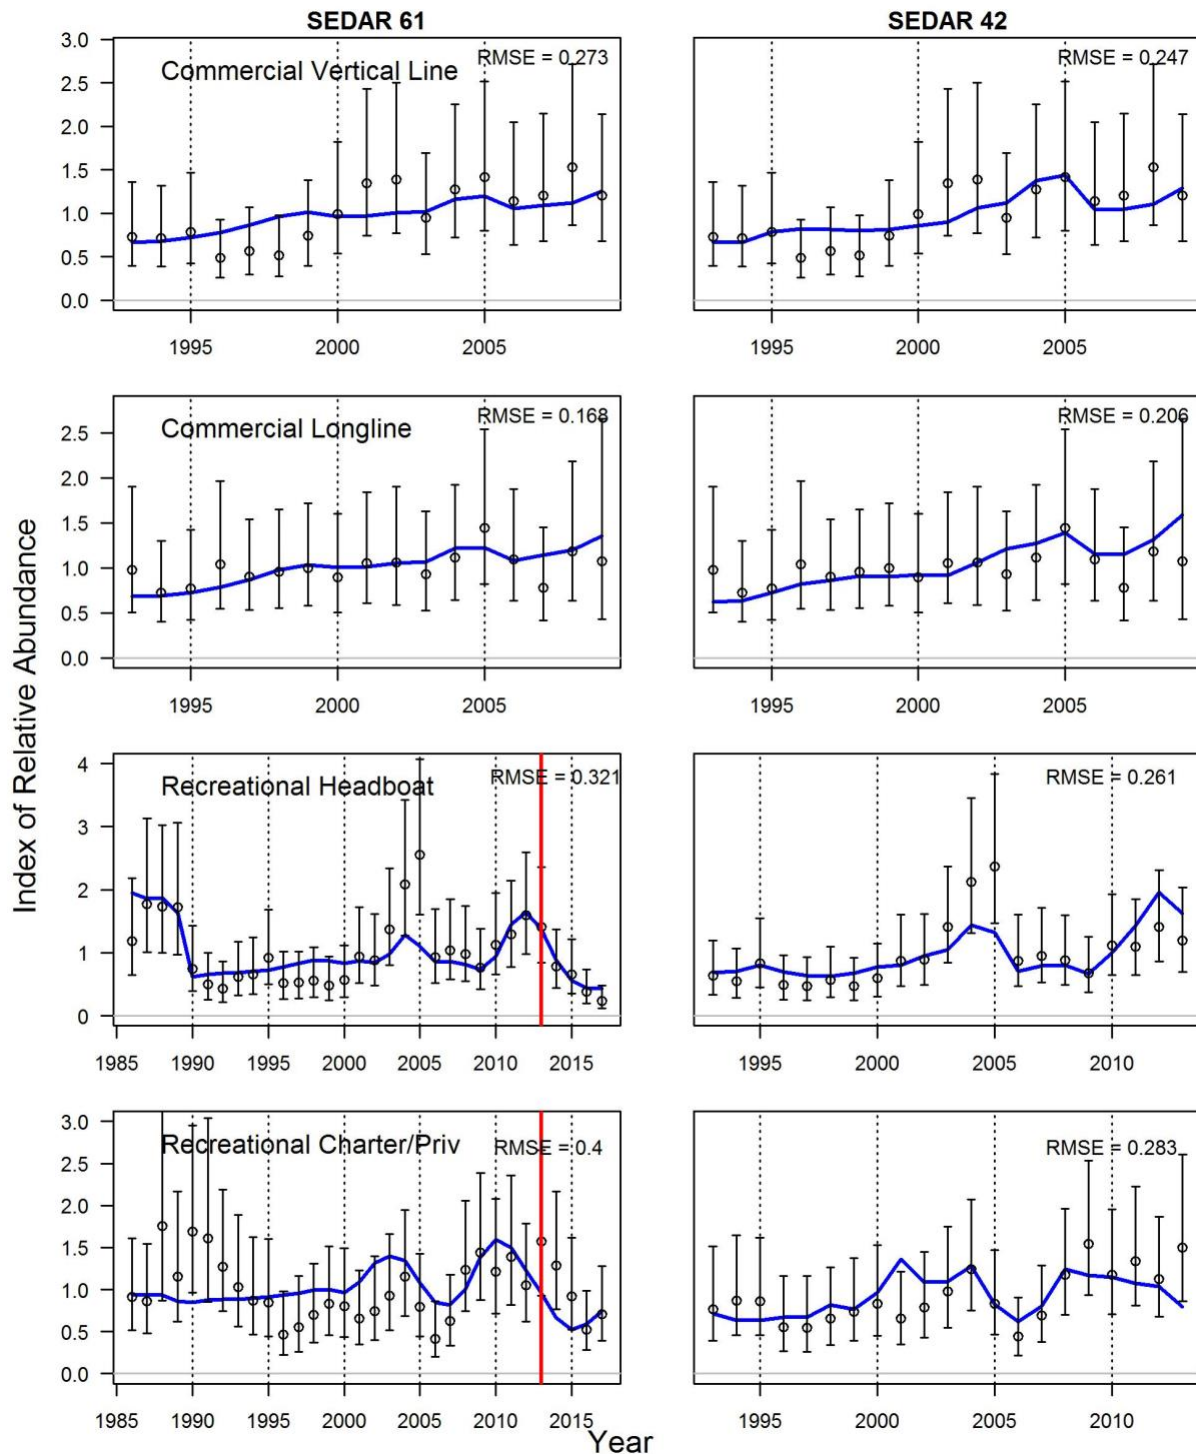 SEDAR 61
SEDAR 42
Index of Relative Abundance
3.0
2.5
2.0
1.5
1.0
0.5
0.0
Commercial Vertical Line
RMSE = 0.273
RMSE = 0.247
1995 2000 2005
1995 2000 2005
2.5
2.0
1.5
1.0
0.5
0.0
Commercial Longline
RMSE = 0.168
RMSE = 0.206
1995 2000 2005
1995 2000 2005
4
3
2
1
0
Recreational Headboat
RMSE = 0.321
RMSE = 0.261
1985 1990 1995 2000 2005 2010 2015
1995 2000 2005 2010
3.0
2.5
2.0
1.5
1.0
0.5
0.0
Recreational Charter/Priv
RMSE = 0.4
RMSE = 0.283
1985 1990 1995 2000 2005 2010 2015
1995 2000 2005 2010
Year